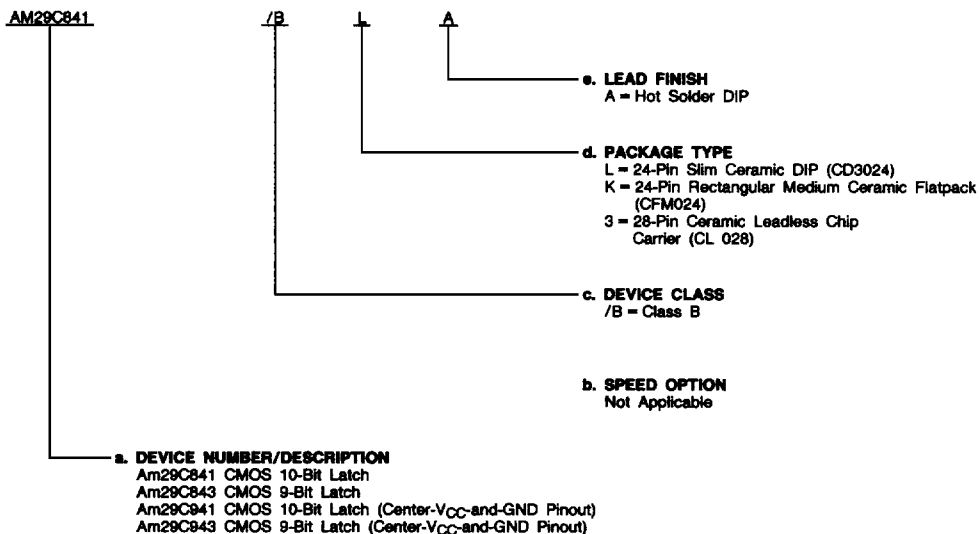 AM29C841 /B L A
e. LEAD FINISH
A = Hot Solder DIP
d. PACKAGE TYPE
L = 24-Pin Slim Ceramic DIP (CD3024)
K = 24-Pin Rectangular Medium Ceramic Flatpack
(CFM024)
3 = 28-Pin Ceramic Leadless Chip
Carrier (CL 028)
c. DEVICE CLASS
/B = Class B
b. SPEED OPTION
Not Applicable
a. DEVICE NUMBER/DESCRIPTION
Am29C841 CMOS 10-Bit Latch
Am29C843 CMOS 9-Bit Latch
Am29C941 CMOS 10-Bit Latch (Center-VCC-and-GND Pinout)
Am29C943 CMOS 9-Bit Latch (Center-VCC-and-GND Pinout)